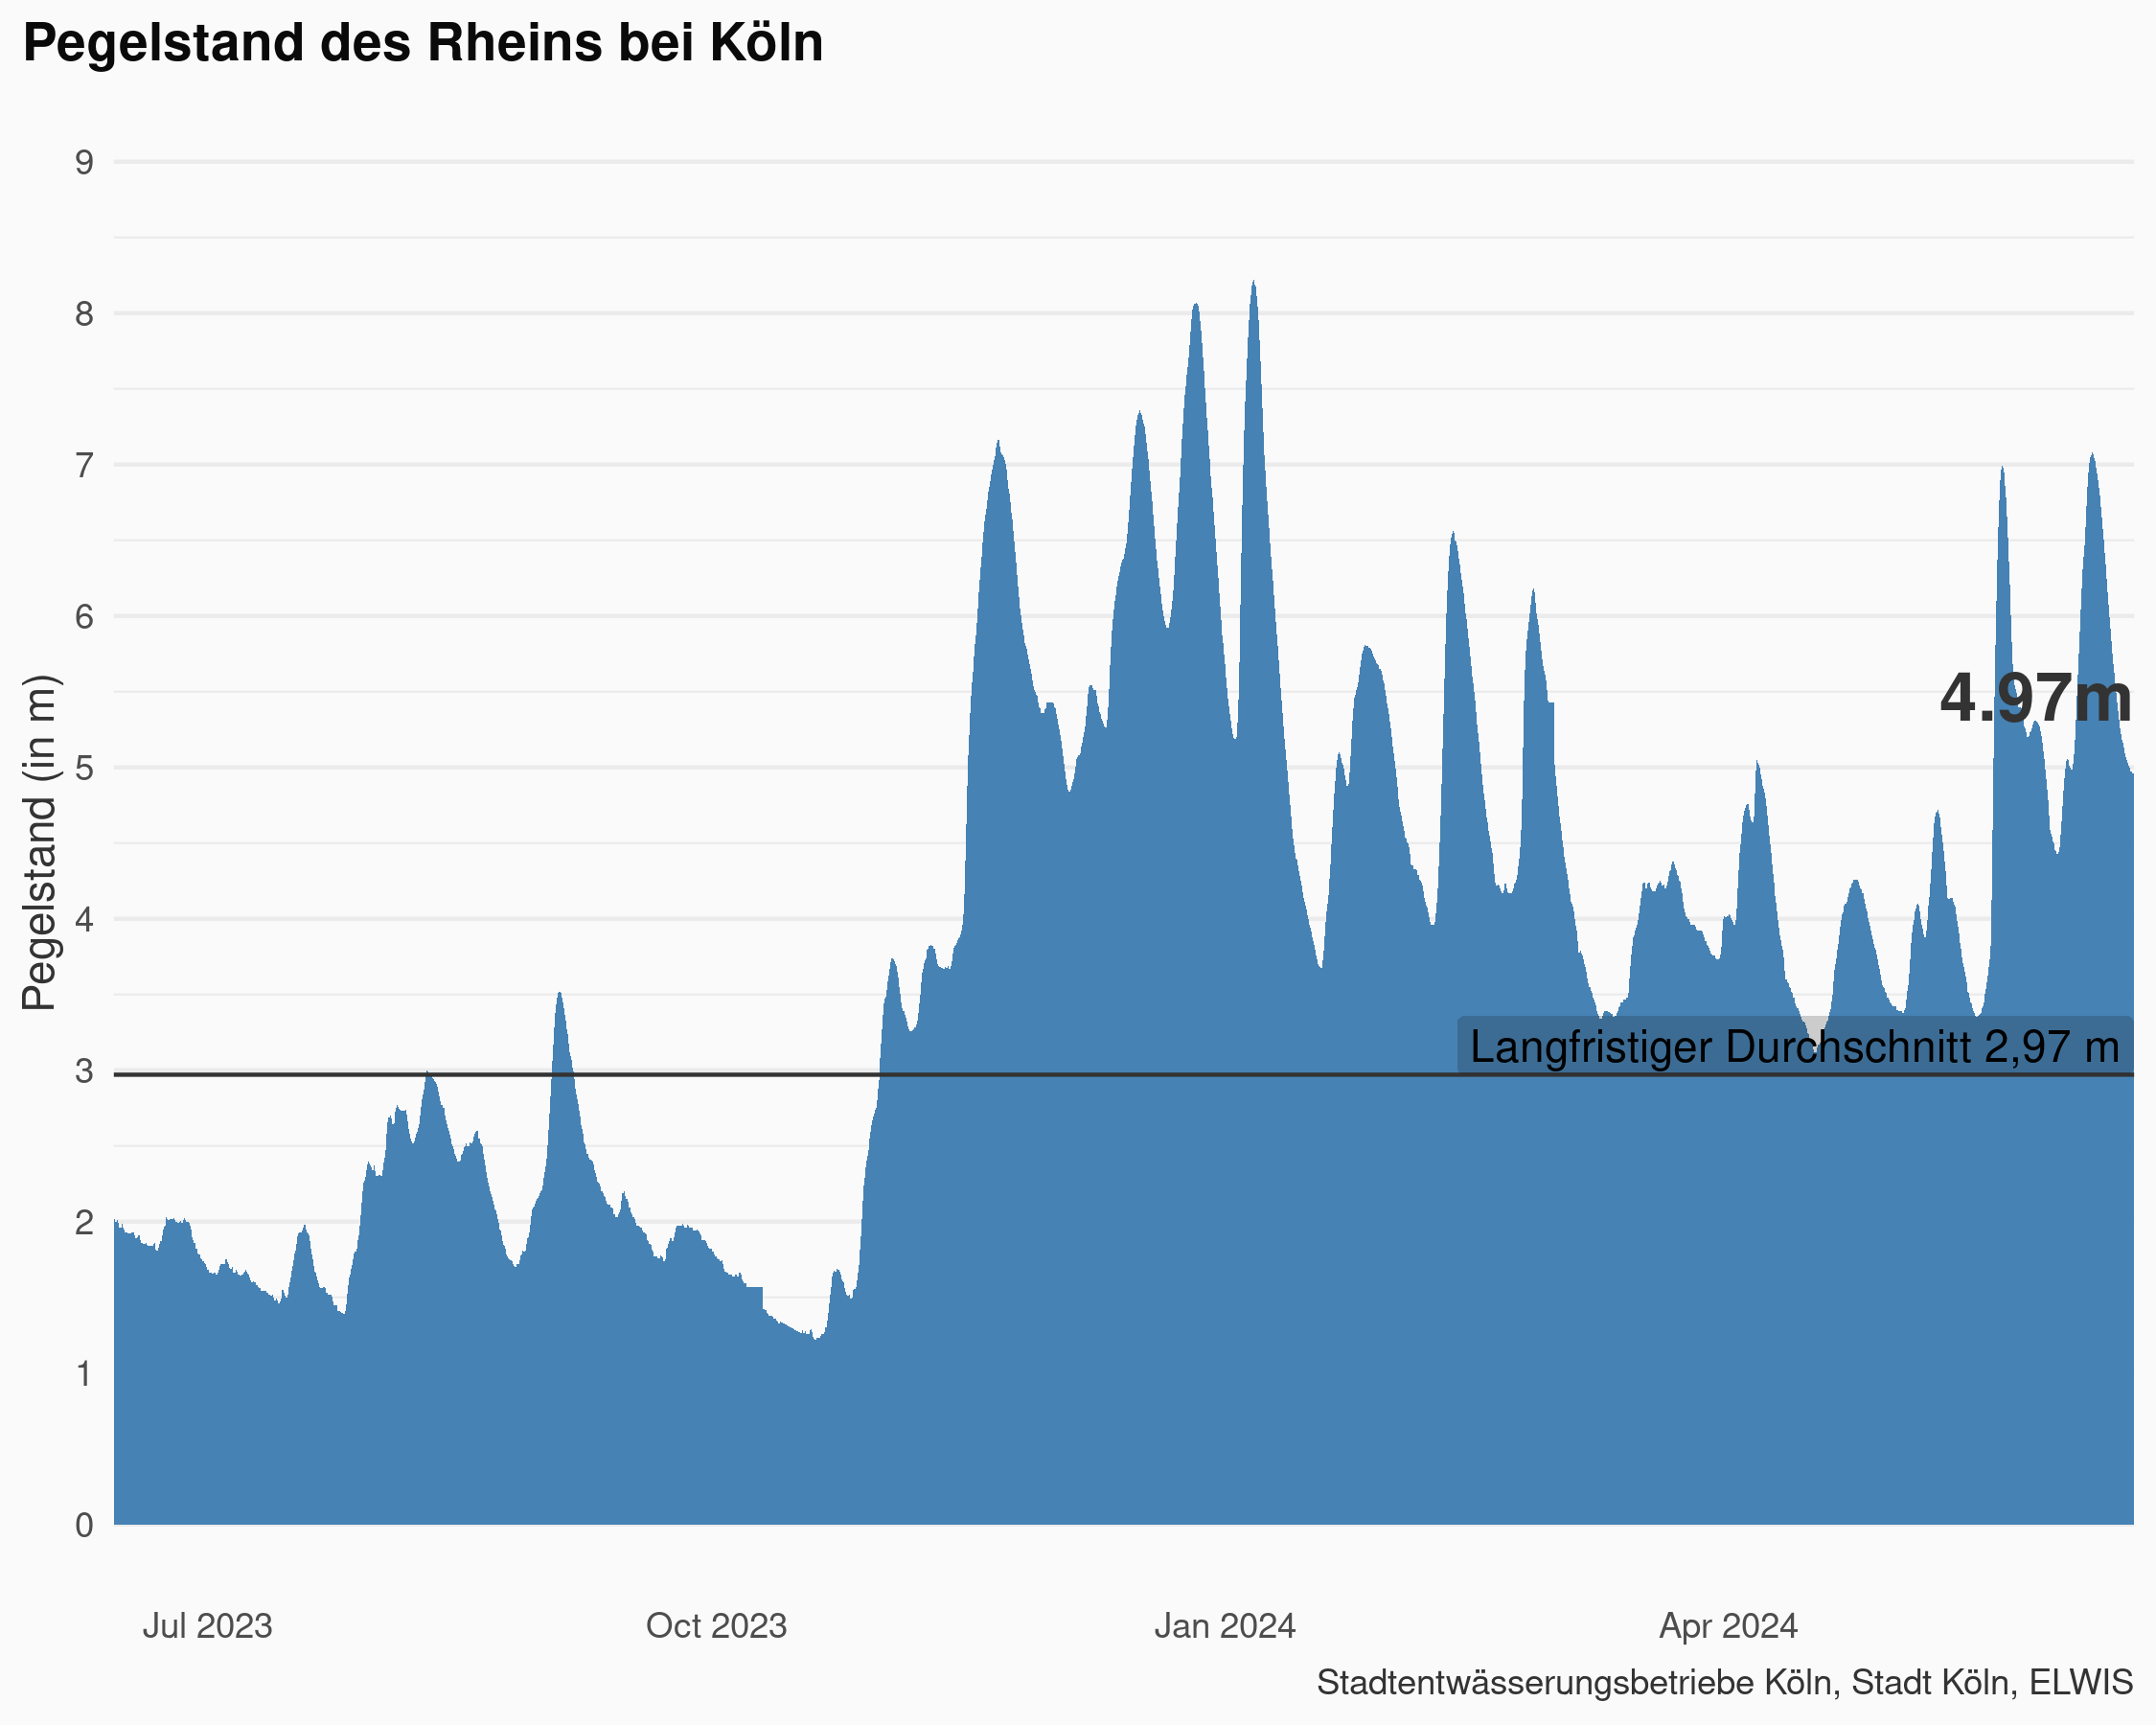 Pegelstand des Rheins bei Köln
Pegelstand (in m)
9
8
7
6
5
4
3
2
1
0
4.97m
Langfristiger Durchschnitt 2,97 m
Jul 2023 Oct 2023 Jan 2024 Apr 2024
Stadtentwässerungsbetriebe Köln, Stadt Köln, ELWIS